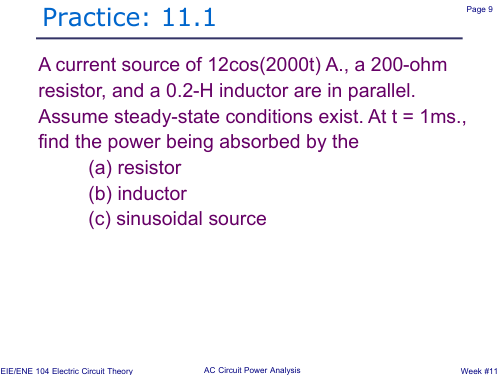 Practice: 11.1
Page 9
A current source of 12cos(2000t) A., a 200-ohm
resistor, and a 0.2-H inductor are in parallel.
Assume steady-state conditions exist. At t = 1ms.,
find the power being absorbed by the
(a) resistor
(b) inductor
(c) sinusoidal source
EIE/ENE 104 Electric Circuit Theory
AC Circuit Power Analysis
Week #11